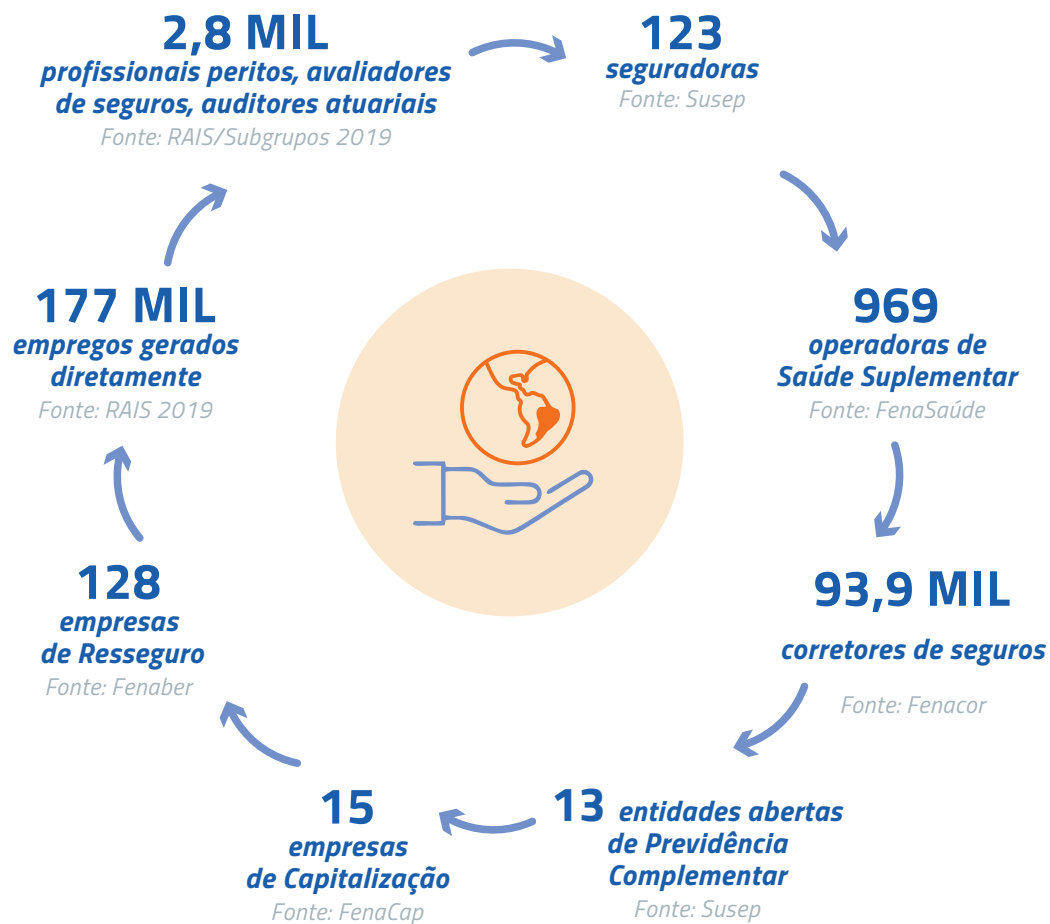 2,8 MIL
profissionais peritos, avaliadores
de seguros, auditores atuariais
Fonte: RAIS/Subgrupos 2019
123
seguradoras
Fonte: Susep
969
operadoras de
Saúde Suplementar
Fonte: FenaSaúde
93,9 MIL
corretores de seguros
Fonte: Fenacor
13 entidades abertas
de Previdência
Complementar
Fonte: Susep
15
empresas
de Capitalização
Fonte: FenaCap
128
empresas
de Resseguro
Fonte: Fenaber
177 MIL
empregos gerados
diretamente
Fonte: RAIS 2019